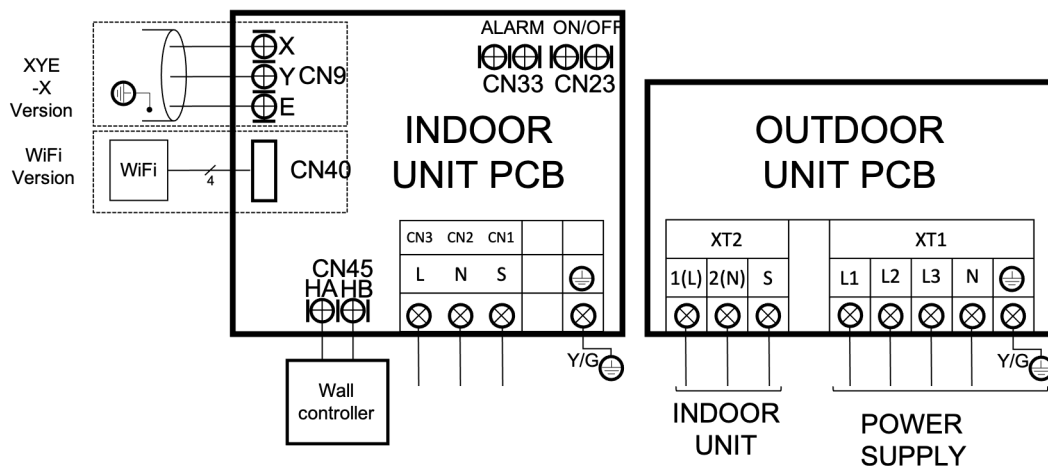 XYE
-X
Version
X
Y CN9
E
WiFi
Version
WiFi
4
CN40
ALARM ON/OFF
CN33 CN23
INDOOR
UNIT PCB
CN3 CN2 CN1
L N S
CN45
HA HB
Y/G
Wall
controller
OUTDOOR
UNIT PCB
XT2 XT1
1(L) 2(N) S L1 L2 L3 N
Y/G
INDOOR
UNIT
POWER
SUPPLY